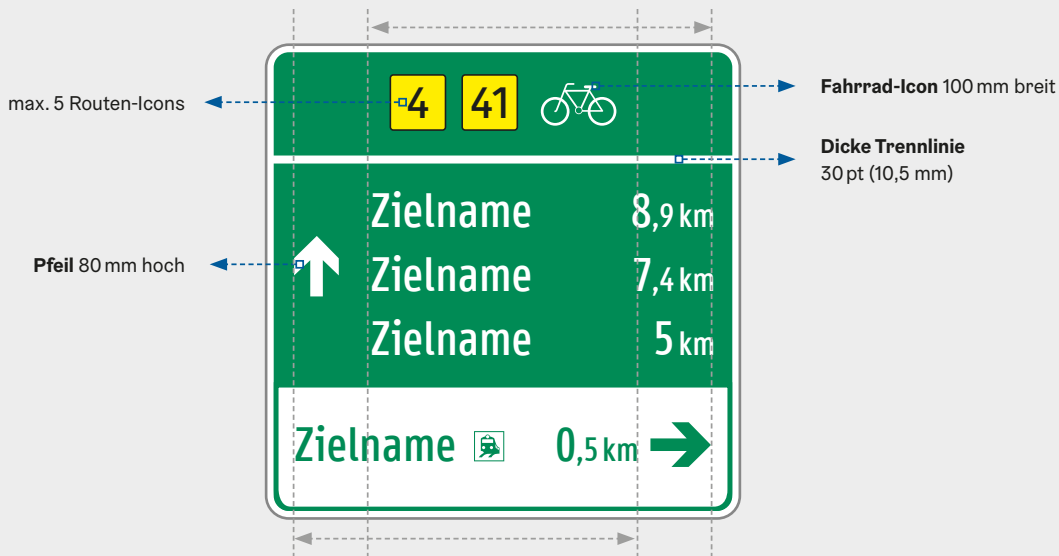 max. 5 Routen-Icons
4 41
Fahrrad-Icon 100 mm breit
Dicke Trennlinie
30 pt (10,5 mm)
Zielname 8,9 km
Pfeil 80 mm hoch
Zielname 7,4 km
Zielname 5 km
Zielname 0,5 km